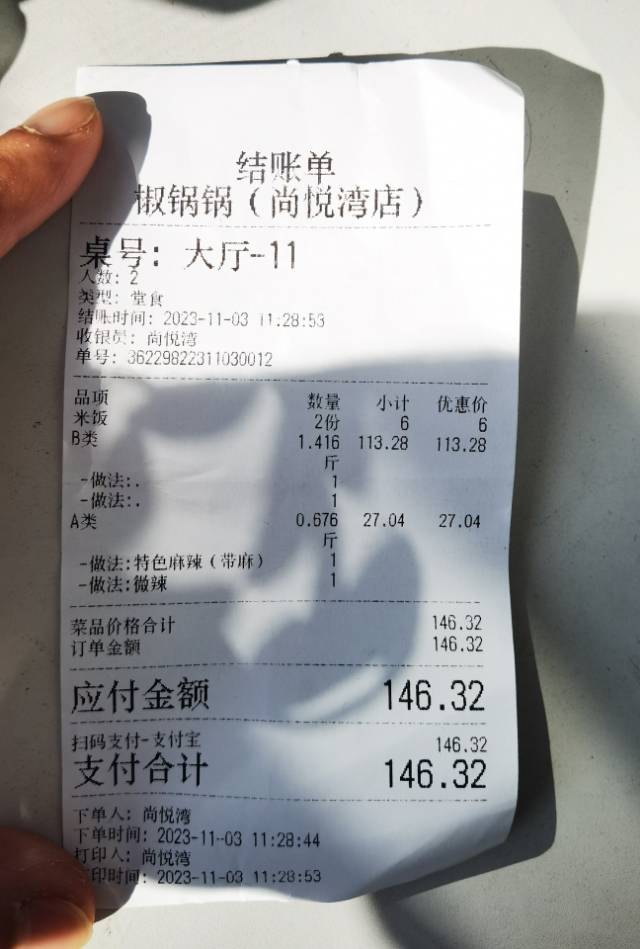 结账单
椒锅锅（尚悦湾店）
桌号：大厅-11
人数：2
类型：堂食
结账时间：2023-11-03 11:28:53
收银员：尚悦湾
单号：36229822311030012
品项 数量 小计 优惠价
米饭 2份 6 6
B类 1.416 113.28 113.28
斤
-做法:. 1
-做法:. 1
A类 0.676 27.04 27.04
斤
-做法:特色麻辣（带麻） 1
-做法:微辣 1
菜品价格合计 146.32
订单金额 146.32
应付金额 146.32
扫码支付-支付宝 146.32
支付合计 146.32
下单人：尚悦湾
下单时间：2023-11-03 11:28:44
打印人：尚悦湾
打印时间：2023-11-03 11:28:53